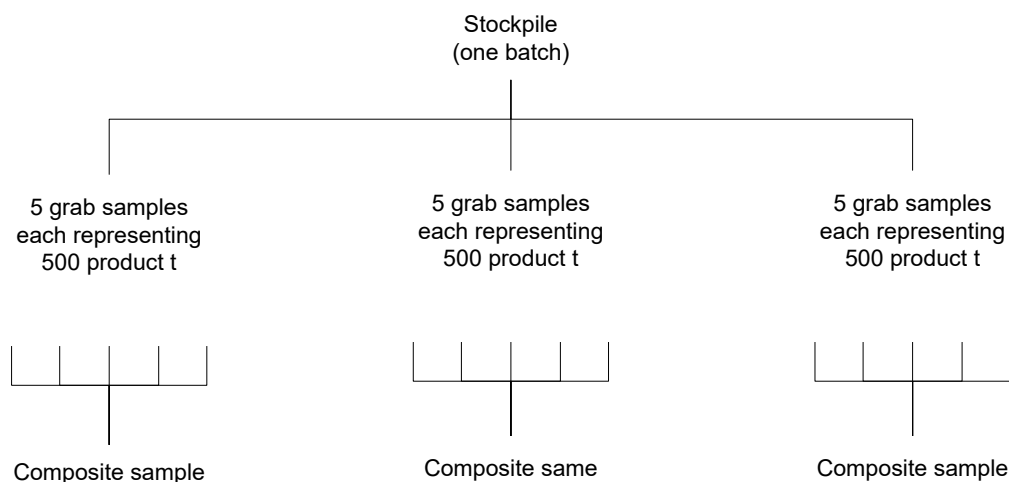 Stockpile
(one batch)
5 grab samples
each representing
500 product t
5 grab samples
each representing
500 product t
5 grab samples
each representing
500 product t
Composite sample
Composite same
Composite sample